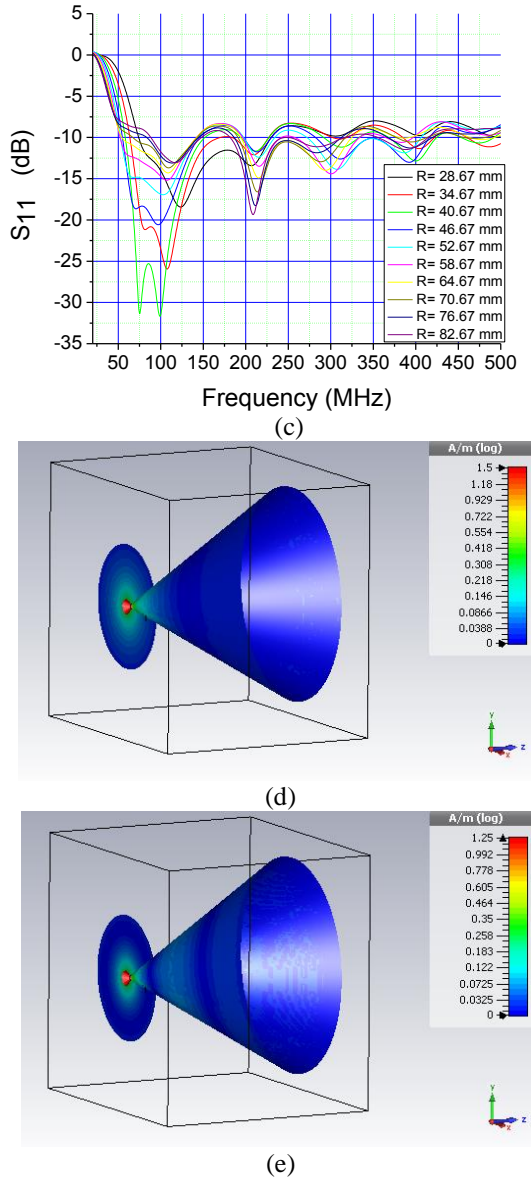 5
0
-5
-10
-15
-20
-25
-30
-35
S11 (dB)
R= 28.67 mm
R= 34.67 mm
R= 40.67 mm
R= 46.67 mm
R= 52.67 mm
R= 58.67 mm
R= 64.67 mm
R= 70.67 mm
R= 76.67 mm
R= 82.67 mm
50 100 150 200 250 300 350 400 450 500
Frequency (MHz)
(c)
A/m (log)
1.5
1.18
0.929
0.722
0.554
0.418
0.308
0.218
0.146
0.0866
0.0388
0
y
z
x
(d)
A/m (log)
1.25
0.992
0.778
0.605
0.464
0.35
0.258
0.183
0.122
0.0725
0.0325
0
y
z
x
(e)